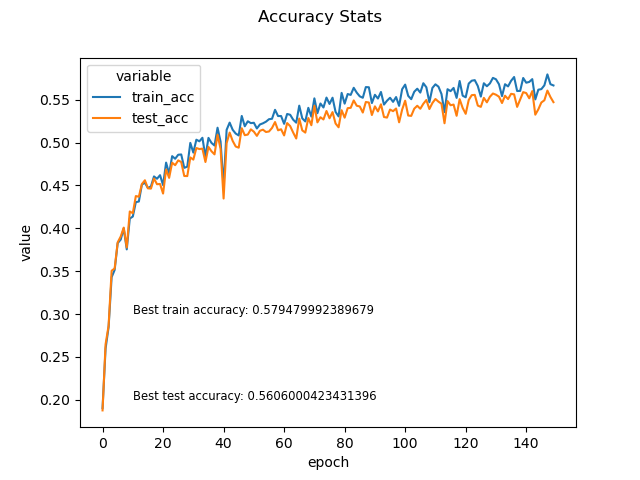 Accuracy Stats
variable
train_acc
test_acc
0.55
0.50
0.45
0.40
0.35
0.30
0.25
0.20
value
Best train accuracy: 0.579479992389679
Best test accuracy: 0.5606000423431396
0 20 40 60 80 100 120 140
epoch